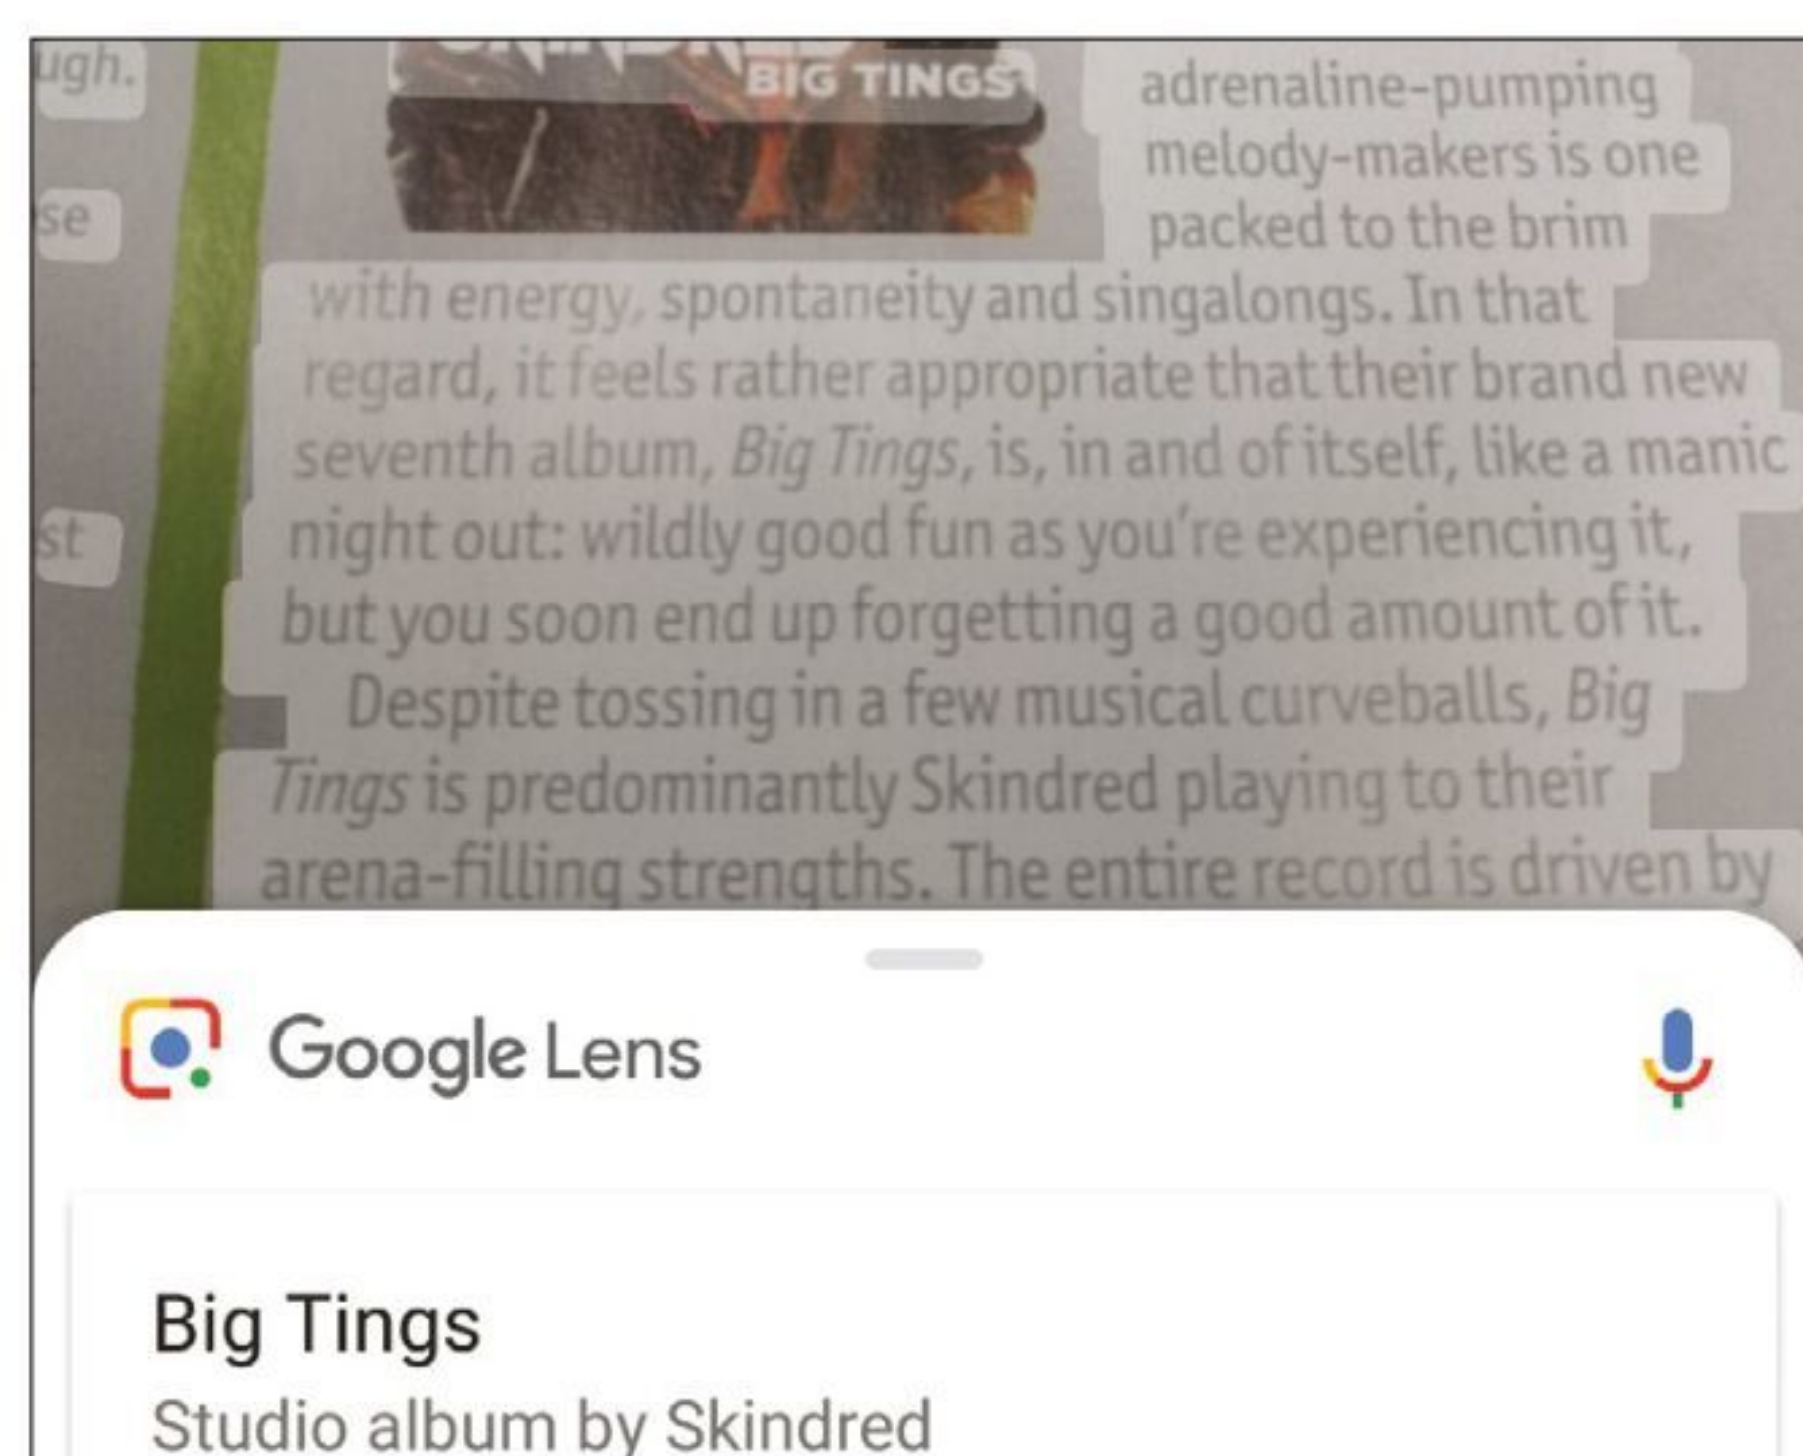 ugh.
se
st
SKINDRED
BIG TINGS
adrenaline-pumping
melody-makers is one
packed to the brim
with energy, spontaneity and singalongs. In that
regard, it feels rather appropriate that their brand new
seventh album, Big Tings, is, in and of itself, like a manic
night out: wildly good fun as you're experiencing it,
but you soon end up forgetting a good amount of it.
Despite tossing in a few musical curveballs, Big
Tings is predominantly Skindred playing to their
arena-filling strengths. The entire record is driven by
Google Lens
Big Tings
Studio album by Skindred